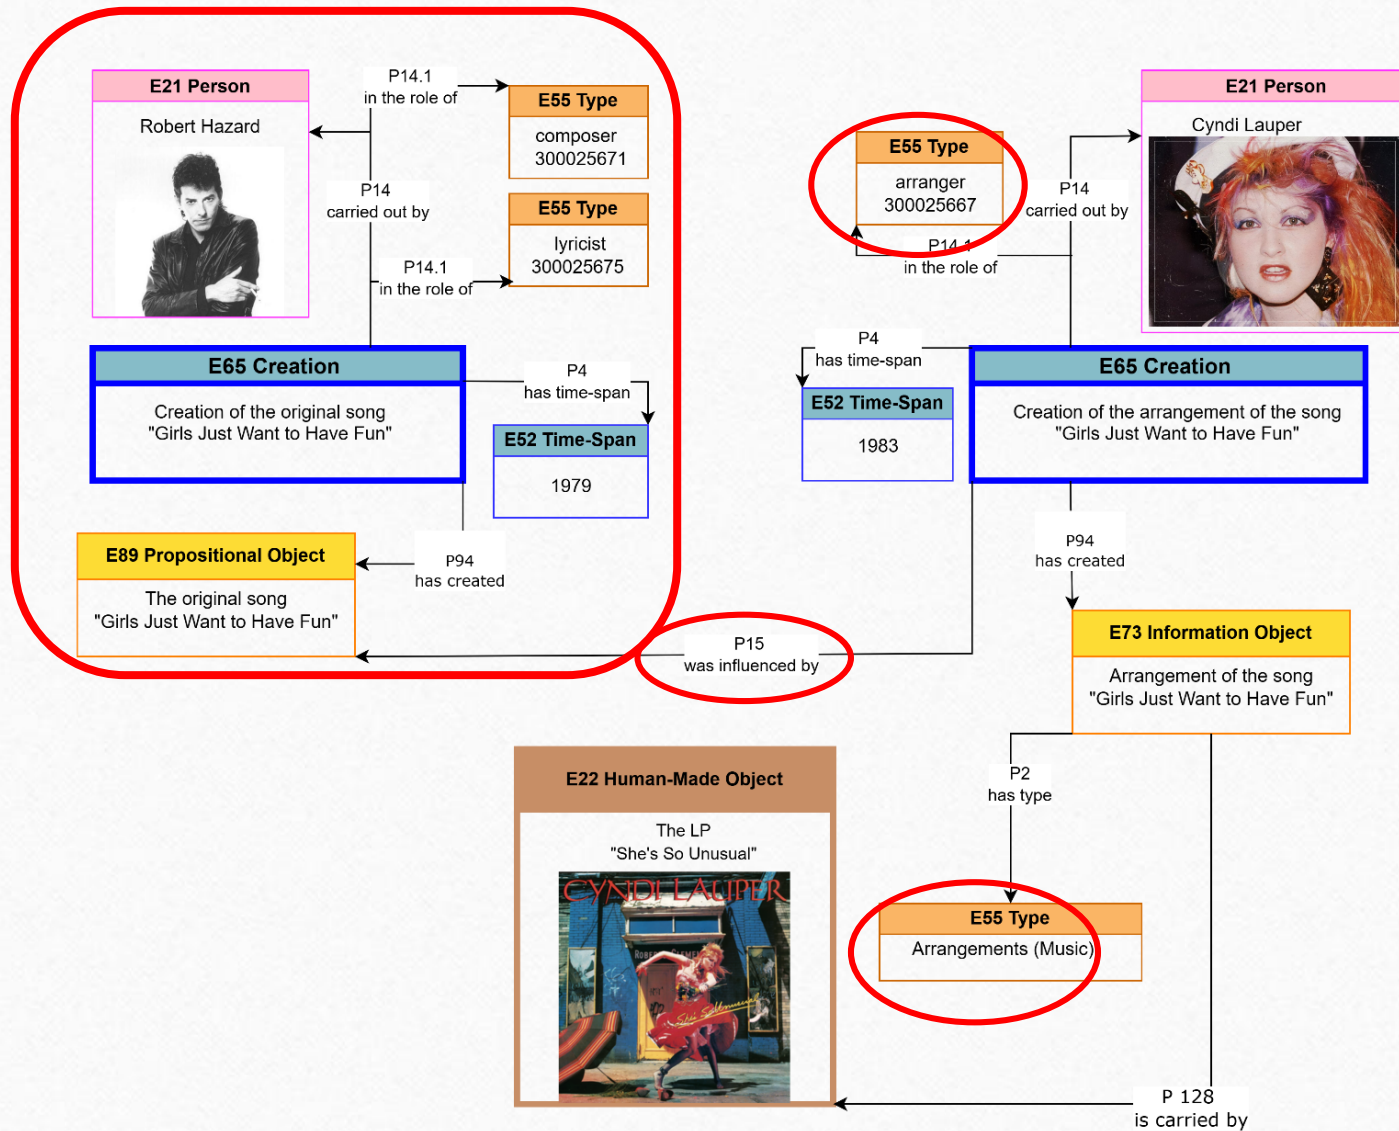 E21 Person
Robert Hazard
P14.1
in the role of
E55 Type
composer
300025671
P14
carried out by
E55 Type
lyricist
300025675
P14.1
in the role of
E65 Creation
Creation of the original song
"Girls Just Want to Have Fun"
P4
has time-span
E52 Time-Span
1979
P94
has created
E89 Propositional Object
The original song
"Girls Just Want to Have Fun"
P15
was influenced by
E21 Person
Cyndi Lauper
E55 Type
arranger
300025667
P14
carried out by
P14.1
in the role of
P4
has time-span
E52 Time-Span
1983
E65 Creation
Creation of the arrangement of the song
"Girls Just Want to Have Fun"
P94
has created
E73 Information Object
Arrangement of the song
"Girls Just Want to Have Fun"
P2
has type
E55 Type
Arrangements (Music)
E22 Human-Made Object
The LP
"She's So Unusual"
CYNDI LAUPER
She's So Unusual
P 128
is carried by